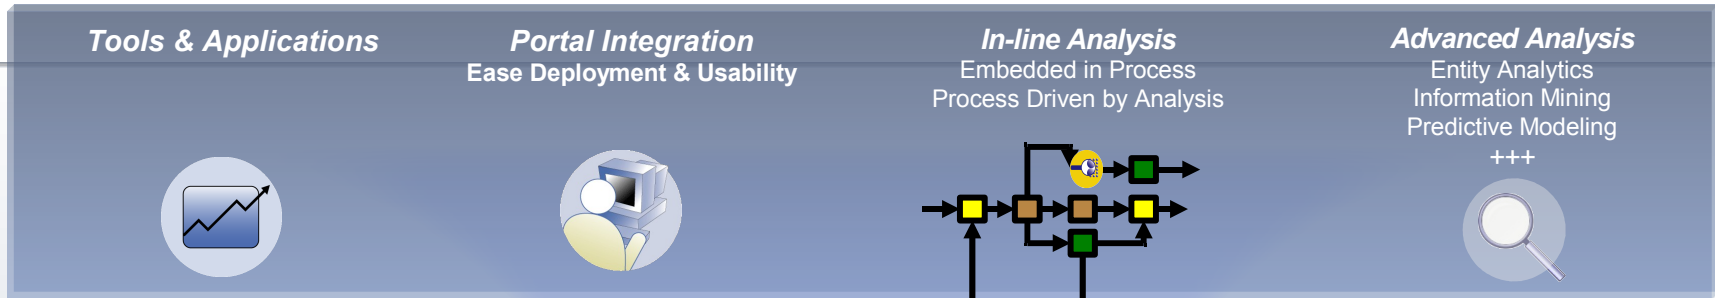 Tools & Applications
Portal Integration
Ease Deployment & Usability
In-line Analysis
Embedded in Process
Process Driven by Analysis
Advanced Analysis
Entity Analytics
Information Mining
Predictive Modeling
+++